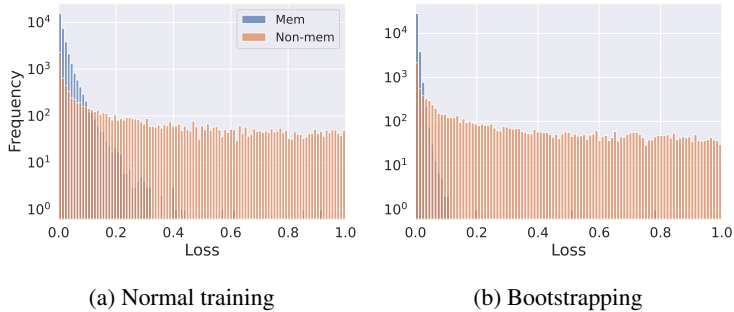 Mem
Non-mem
Frequency
10^4
10^3
10^2
10^1
10^0
0.0 0.2 0.4 0.6 0.8 1.0
Loss
(a) Normal training
10^4
10^3
10^2
10^1
10^0
0.0 0.2 0.4 0.6 0.8 1.0
Loss
(b) Bootstrapping